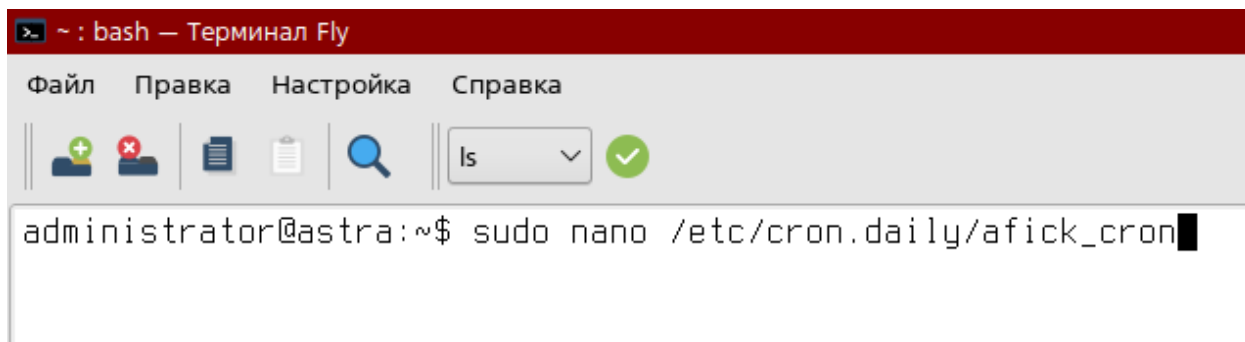 ~ : bash — Терминал Fly
Файл Правка Настройка Справка
ls
administrator@astra:~$ sudo nano /etc/cron.daily/afick_cron